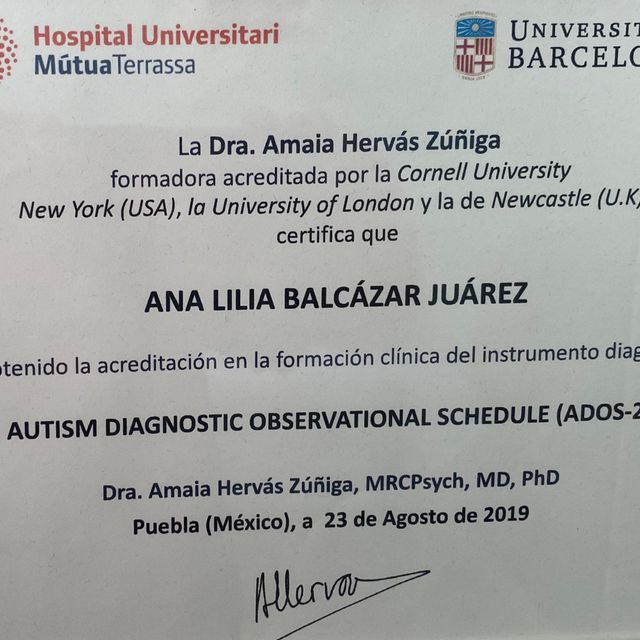 Hospital Universitari
MútuaTerrassa
UNIVERSIT
BARCELO
La Dra. Amaia Hervás Zúñiga
formadora acreditada por la Cornell University
New York (USA), la University of London y la de Newcastle (U.K)
certifica que
ANA LILIA BALCÁZAR JUÁREZ
otenido la acreditación en la formación clínica del instrumento diag
AUTISM DIAGNOSTIC OBSERVATIONAL SCHEDULE (ADOS-2
Dra. Amaia Hervás Zúñiga, MRCPsych, MD, PhD
Puebla (México), a 23 de Agosto de 2019